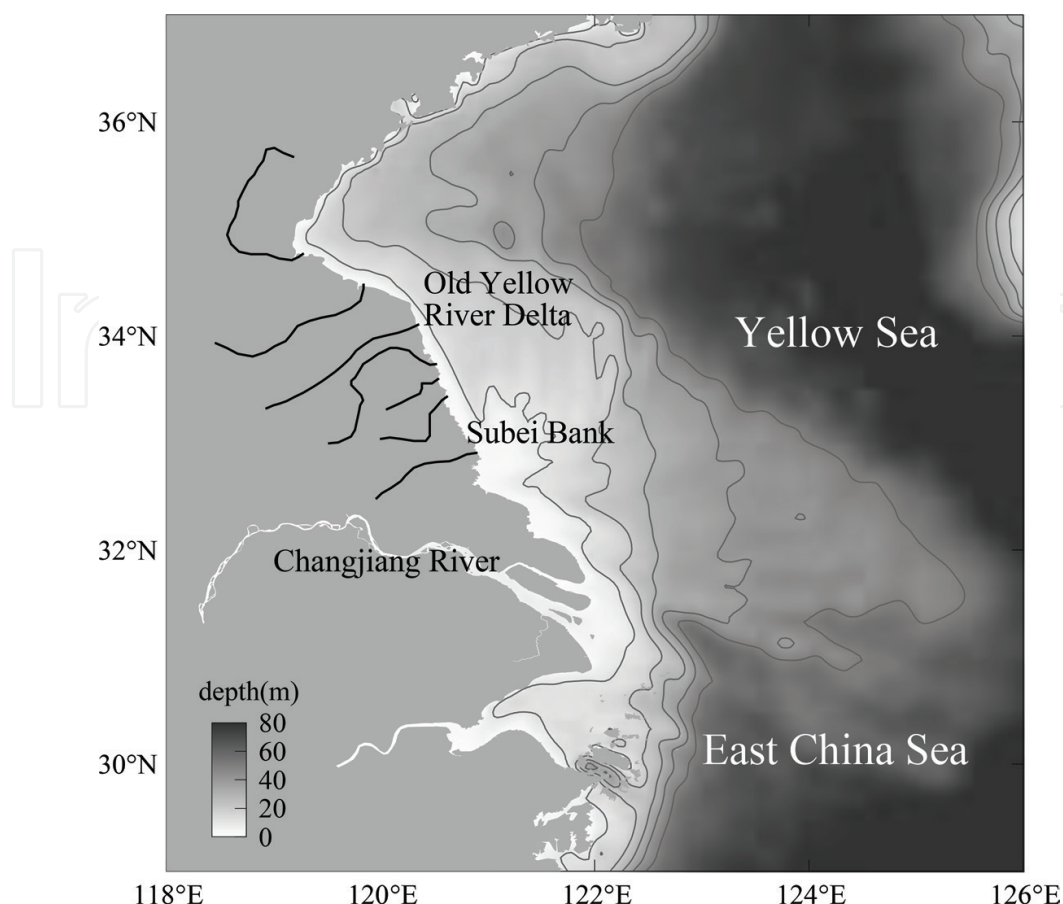 36°N
Old Yellow
River Delta
34°N
Yellow Sea
Subei Bank
32°N
Changjiang River
depth(m)
80
60
40
20
0
30°N
East China Sea
118°E
120°E
122°E
124°E
126°E